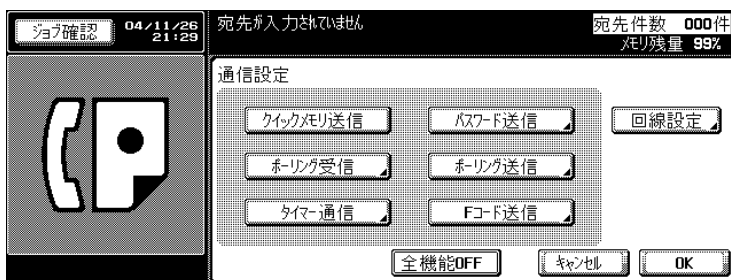 ジョブ確認
04/11/26
21:29
宛先が入力されていません
宛先件数 000件
メモリ残量 99%
通信設定
クイックメモリ送信
パスワード送信
回線設定
ポーリング受信
ポーリング送信
タイマー通信
Fコード送信
全機能OFF
キャンセル
OK